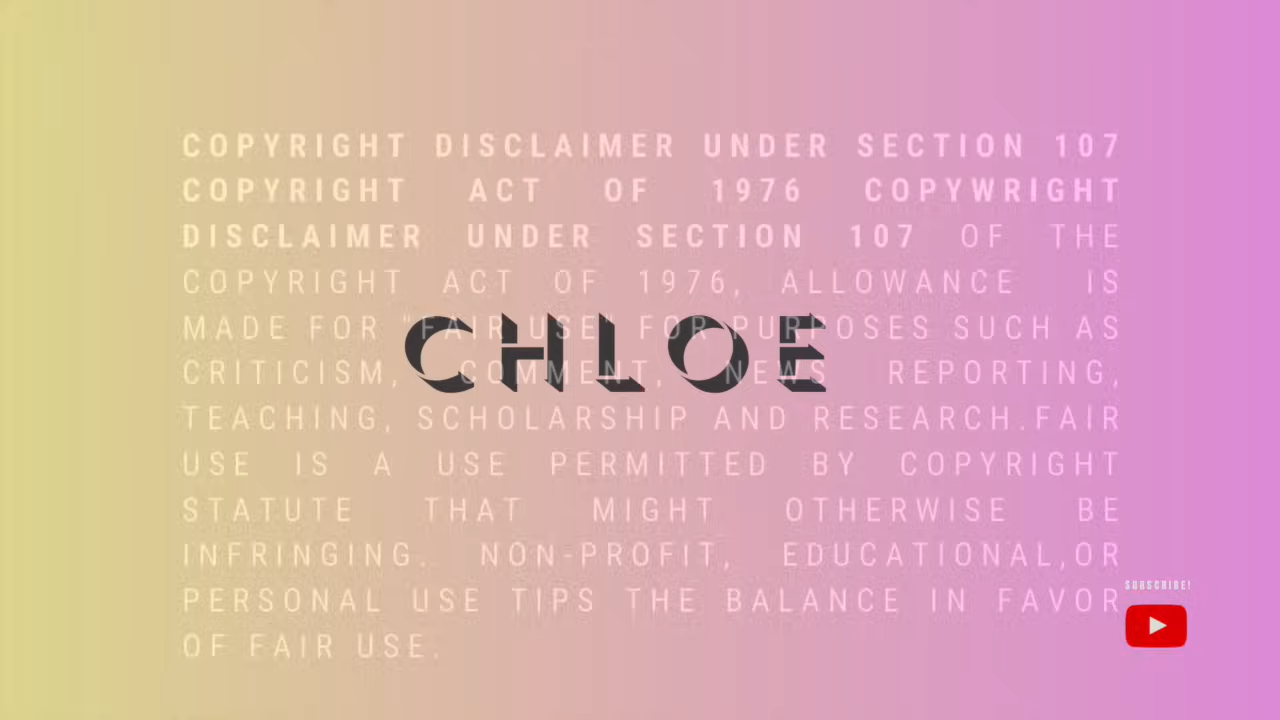 COPYRIGHT DISCLAIMER UNDER SECTION 107
COPYRIGHT ACT OF 1976 COPYWRIGHT
DISCLAIMER UNDER SECTION 107 OF THE
COPYRIGHT ACT OF 1976, ALLOWANCE IS
MADE FOR "FAIR USE" FOR PURPOSES SUCH AS
CHLOE
CRITICISM, COMMENT, NEWS REPORTING,
TEACHING, SCHOLARSHIP AND RESEARCH.FAIR
USE IS A USE PERMITTED BY COPYRIGHT
STATUTE THAT MIGHT OTHERWISE BE
INFRINGING. NON-PROFIT, EDUCATIONAL,OR
PERSONAL USE TIPS THE BALANCE IN FAVOR
OF FAIR USE.
SUBSCRIBE!